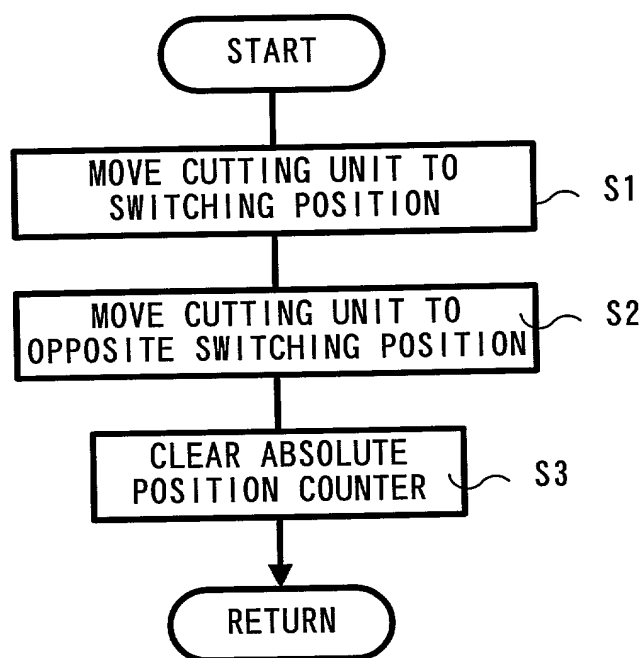 START
MOVE CUTTING UNIT TO
SWITCHING POSITION
S1
MOVE CUTTING UNIT TO
OPPOSITE SWITCHING POSITION
S2
CLEAR ABSOLUTE
POSITION COUNTER
S3
RETURN